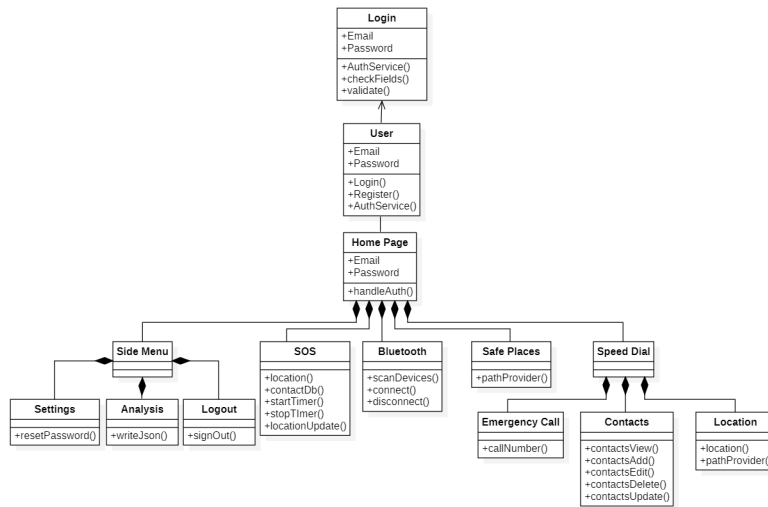 Login
+Email
+Password
+AuthService()
+checkFields()
+validate()
User
+Email
+Password
+Login()
+Register()
+AuthService()
Home Page
+Email
+Password
+handleAuth()
Side Menu
SOS
+location()
+contactDb()
+startTimer()
+stopTImer()
+locationUpdate()
Bluetooth
+scanDevices()
+connect()
+disconnect()
Safe Places
+pathProvider()
Speed Dial
Settings
+resetPassword()
Analysis
+writeJson()
Logout
+signOut()
Emergency Call
+callNumber()
Contacts
+contactsView()
+contactsAdd()
+contactsEdit()
+contactsDelete()
+contactsUpdate()
Location
+location()
+pathProvider(